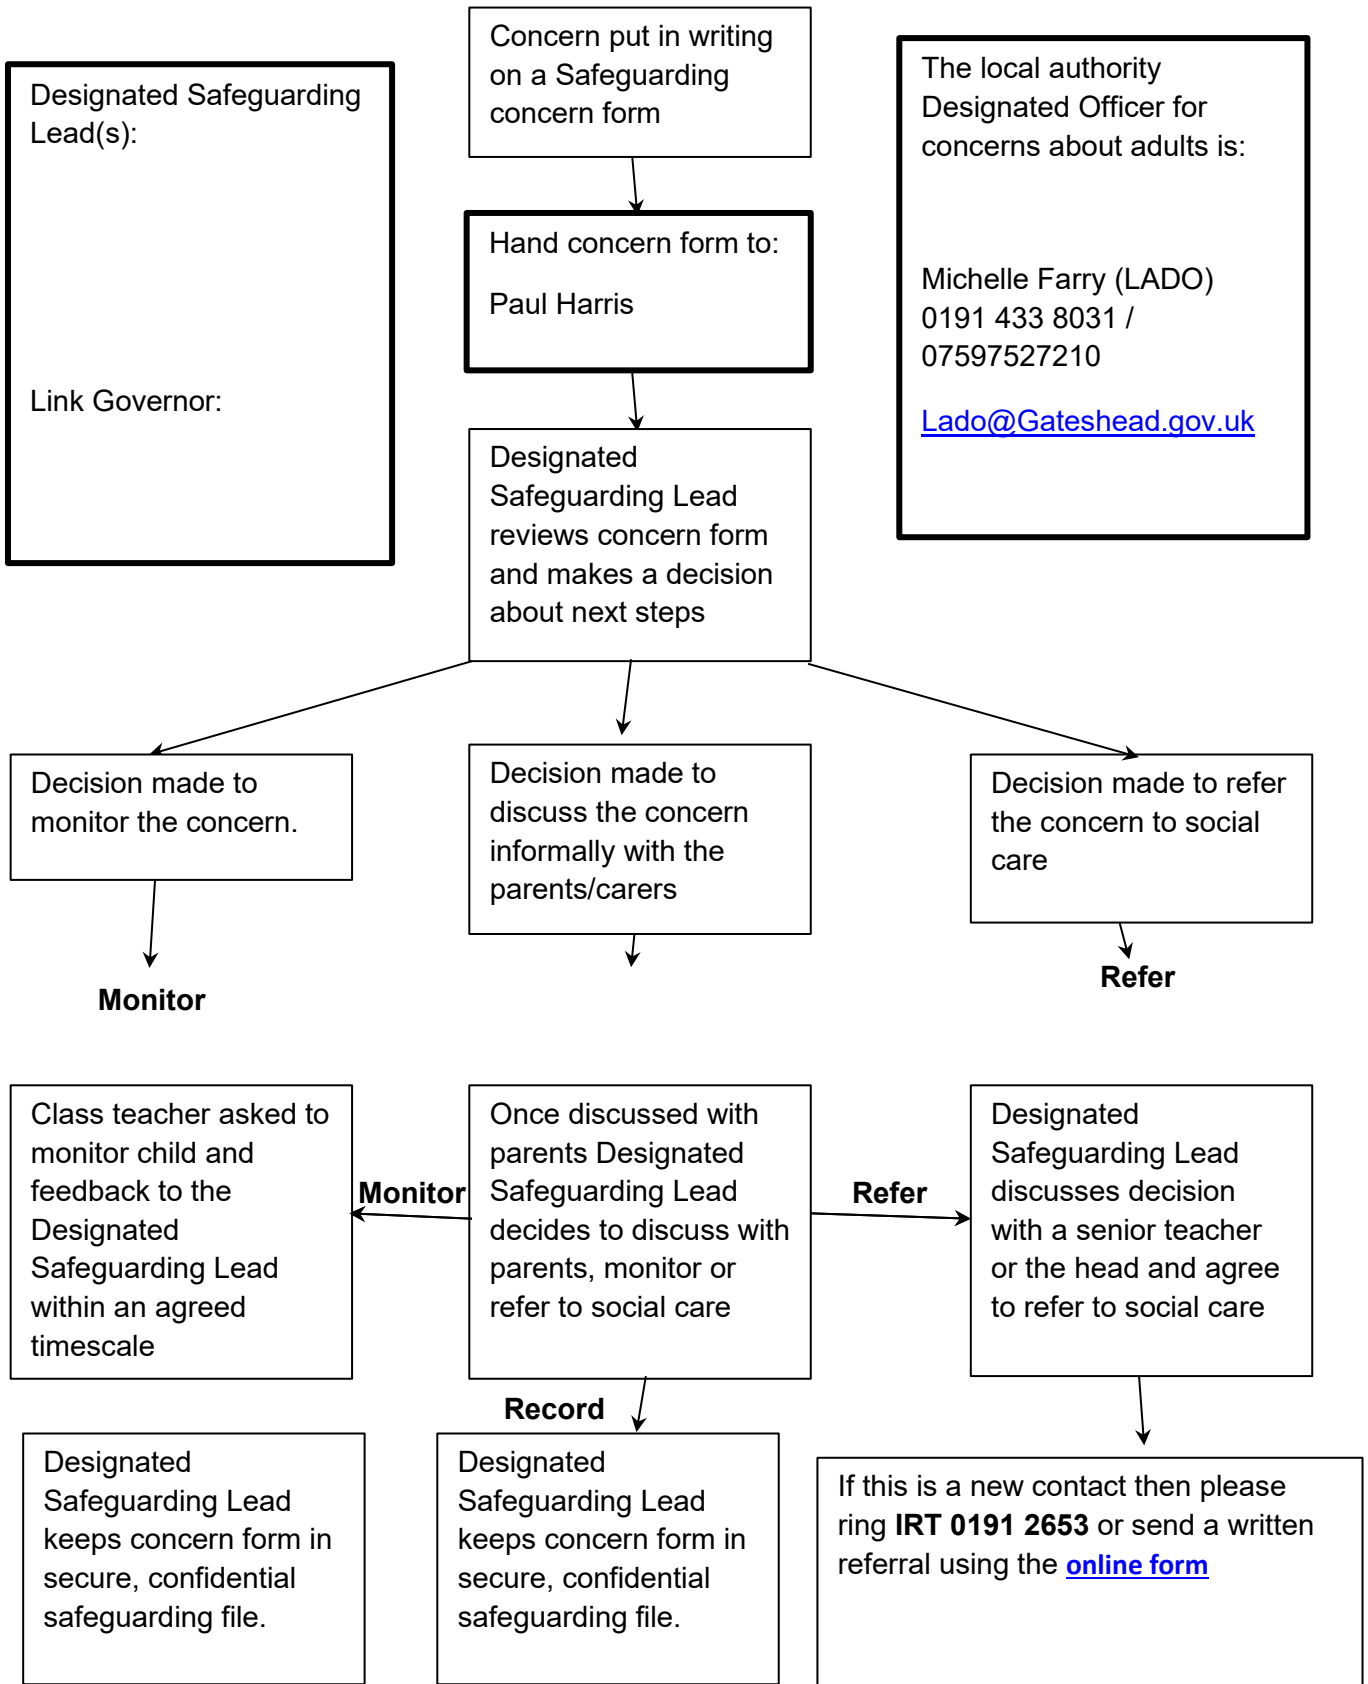 Concern put in writing
on a Safeguarding
concern form
Designated Safeguarding
Lead(s):
Link Governor:
The local authority
Designated Officer for
concerns about adults is:
Michelle Farry (LADO)
0191 433 8031 /
07597527210
Lado@Gateshead.gov.uk
Hand concern form to:
Paul Harris
Designated
Safeguarding Lead
reviews concern form
and makes a decision
about next steps
Decision made to
monitor the concern.
Decision made to
discuss the concern
informally with the
parents/carers
Decision made to refer
the concern to social
care
Monitor
Refer
Class teacher asked to
monitor child and
feedback to the
Designated
Safeguarding Lead
within an agreed
timescale
Monitor
Once discussed with
parents Designated
Safeguarding Lead
decides to discuss with
parents, monitor or
refer to social care
Refer
Designated
Safeguarding Lead
discusses decision
with a senior teacher
or the head and agree
to refer to social care
Record
Designated
Safeguarding Lead
keeps concern form in
secure, confidential
safeguarding file.
Designated
Safeguarding Lead
keeps concern form in
secure, confidential
safeguarding file.
If this is a new contact then please
ring IRT 0191 2653 or send a written
referral using the online form